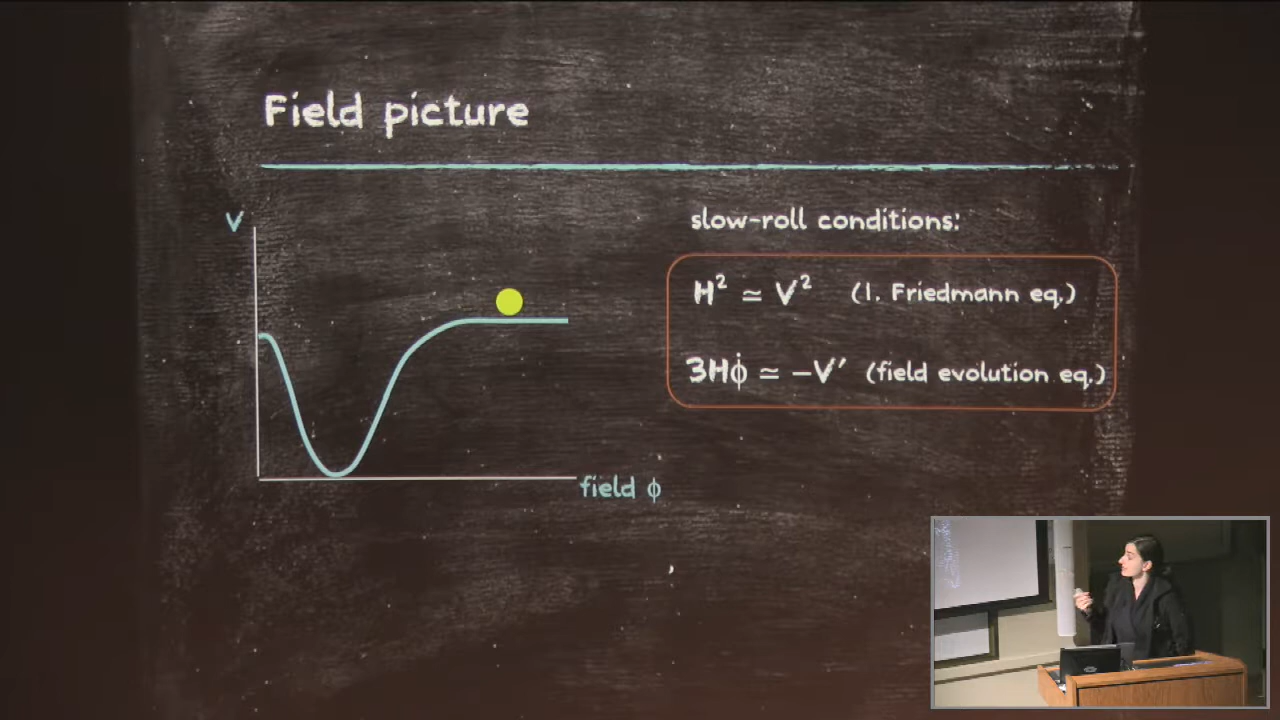 Field picture
V
field ϕ
slow-roll conditions:
H² ≃ V² (1. Friedmann eq.)
3Hϕ̇ ≃ −V′ (field evolution eq.)